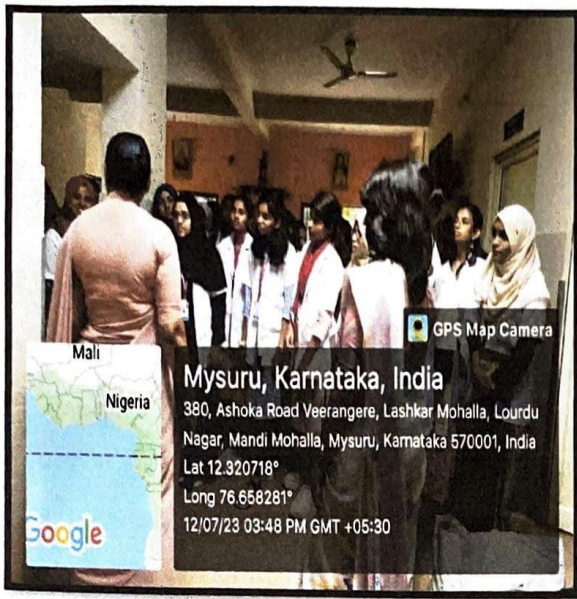 GPS Map Camera
Mali
Nigeria
Google
Mysuru, Karnataka, India
380, Ashoka Road Veerangere, Lashkar Mohalla, Lourdu
Nagar, Mandi Mohalla, Mysuru, Karnataka 570001, India
Lat 12.320718°
Long 76.658281°
12/07/23 03:48 PM GMT +05:30